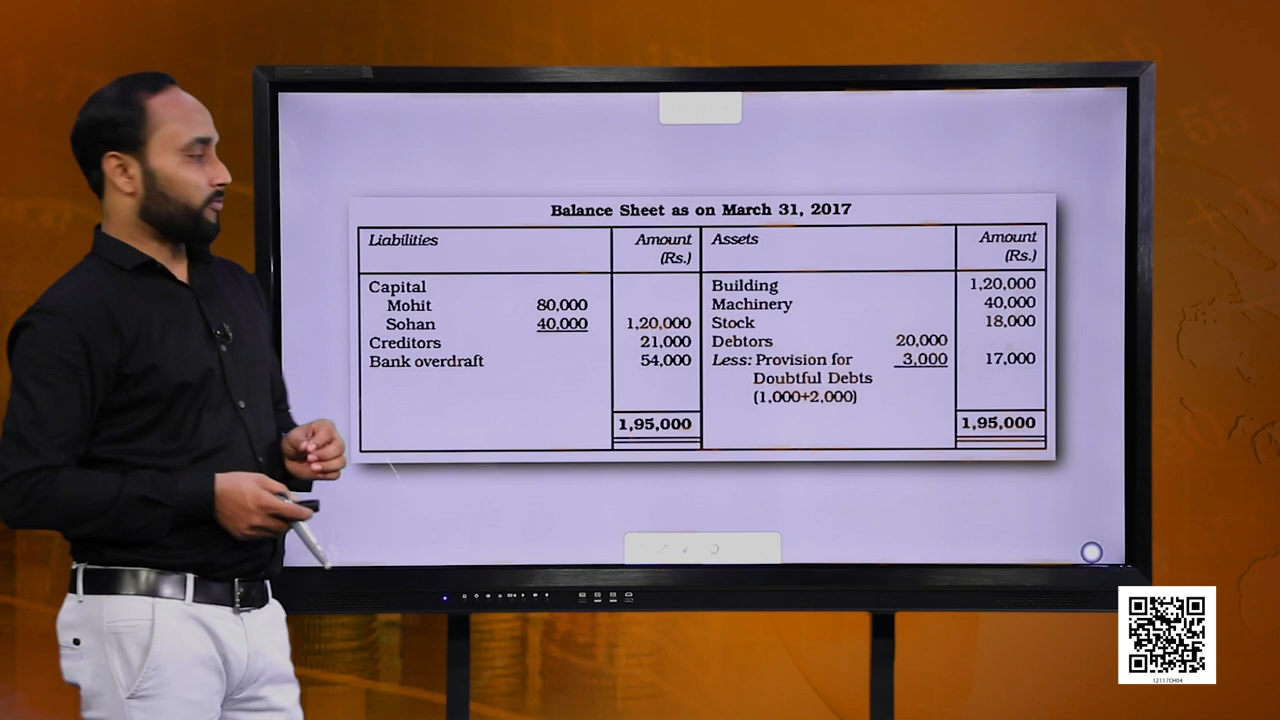 Balance Sheet as on March 31, 2017
Liabilities Amount (Rs.) Assets Amount (Rs.)
Capital Building 1,20,000
Mohit 80,000 Machinery 40,000
Sohan 40,000 1,20,000 Stock 18,000
Creditors 21,000 Debtors 20,000
Bank overdraft 54,000 Less: Provision for 3,000 17,000
Doubtful Debts
(1,000+2,000)
1,95,000 1,95,000
12117CH04